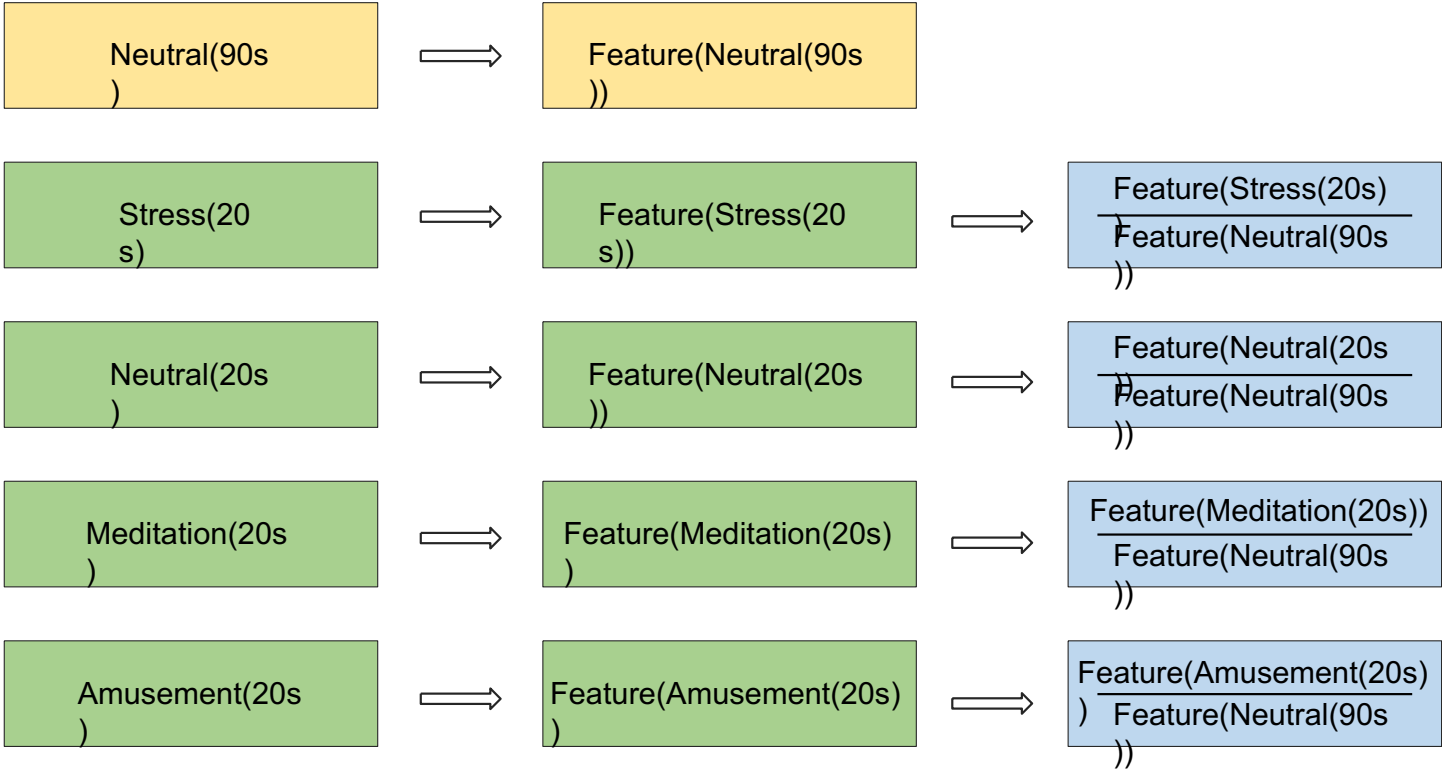 Neutral(90s
)
Feature(Neutral(90s
))
Stress(20
s)
Feature(Stress(20
s))
Feature(Stress(20s)
)
Feature(Neutral(90s
))
Neutral(20s
)
Feature(Neutral(20s
))
Feature(Neutral(20s
))
Feature(Neutral(90s
))
Meditation(20s
)
Feature(Meditation(20s)
)
Feature(Meditation(20s))
Feature(Neutral(90s
))
Amusement(20s
)
Feature(Amusement(20s)
)
Feature(Amusement(20s)
)
Feature(Neutral(90s
))